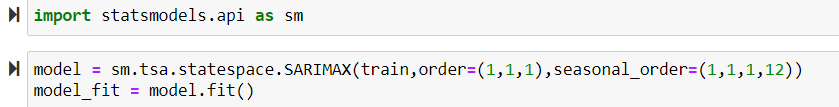 import statsmodels.api as sm
model = sm.tsa.statespace.SARIMAX(train,order=(1,1,1),seasonal_order=(1,1,1,12))
model_fit = model.fit()